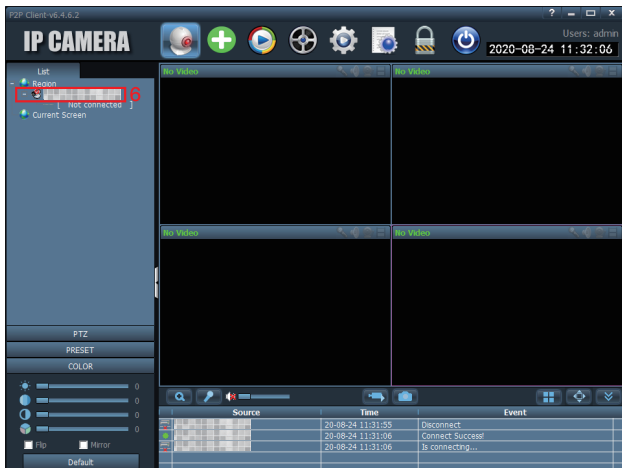 P2P Client-v6.4.6.2
?
IP CAMERA
Users: admin
2020-08-24 11:32:06
List
Region
6
[ Not connected ]
Current Screen
No Video
No Video
No Video
No Video
PTZ
PRESET
COLOR
0
0
0
0
Flip Mirror
Default
Source Time Event
20-08-24 11:31:55 Disconnect
20-08-24 11:31:06 Connect Success!
20-08-24 11:31:06 Is connecting...